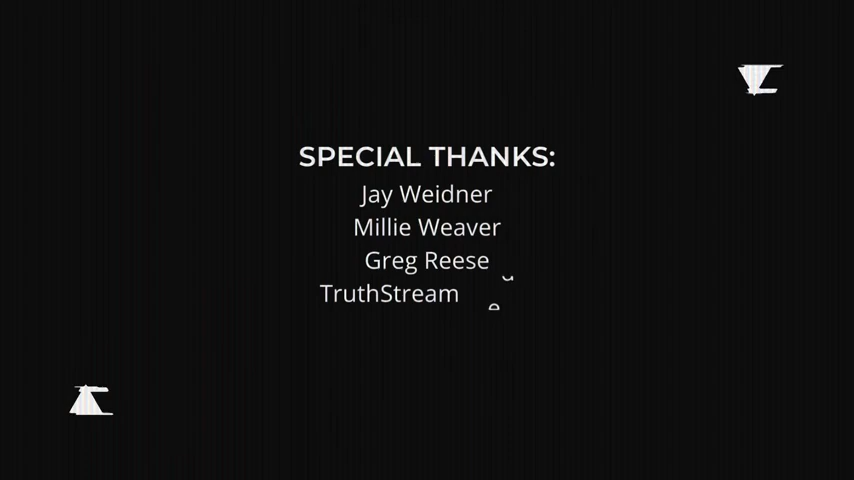 SPECIAL THANKS:
Jay Weidner
Millie Weaver
Greg Reese
TruthStream